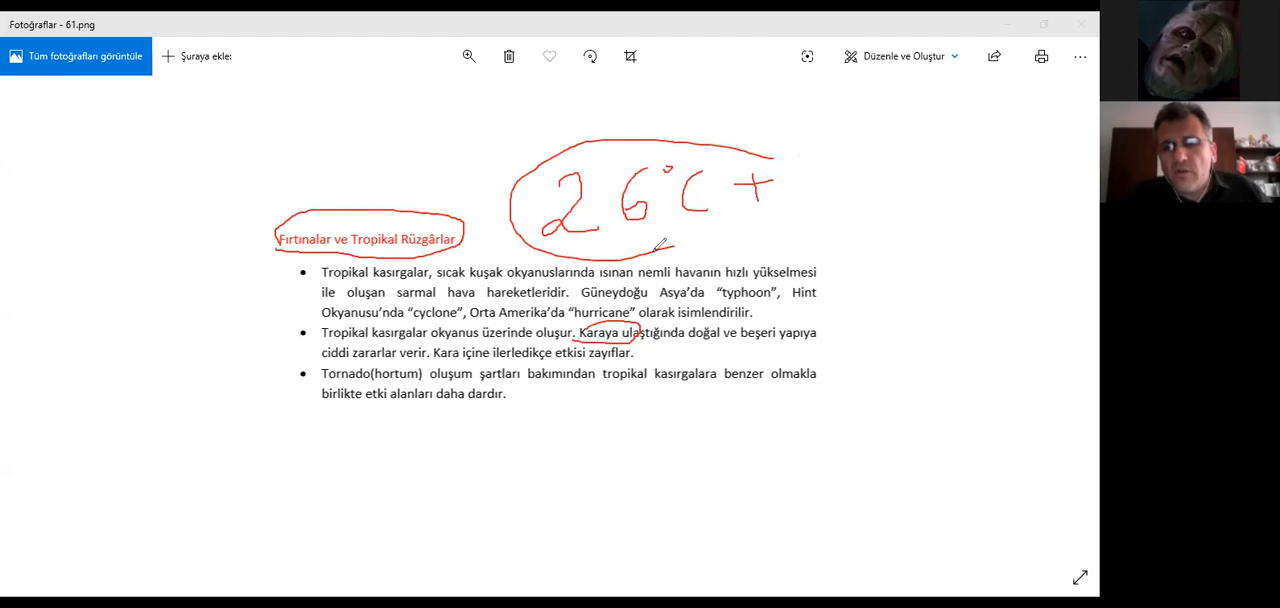 Fotoğraflar - 61.png
Tüm fotoğrafları görüntüle
Şuraya ekle:
Düzenle ve Oluştur
26°C +
Fırtınalar ve Tropikal Rüzgârlar
• Tropikal kasırgalar, sıcak kuşak okyanuslarında ısınan nemli havanın hızlı yükselmesi
ile oluşan sarmal hava hareketleridir. Güneydoğu Asya’da “typhoon”, Hint
Okyanusu’nda “cyclone”, Orta Amerika’da “hurricane” olarak isimlendirilir.
• Tropikal kasırgalar okyanus üzerinde oluşur. Karaya ulaştığında doğal ve beşeri yapıya
ciddi zararlar verir. Kara içine ilerledikçe etkisi zayıflar.
• Tornado(hortum) oluşum şartları bakımından tropikal kasırgalara benzer olmakla
birlikte etki alanları daha dardır.